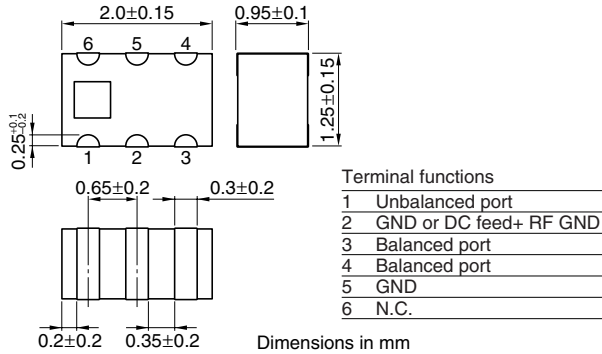 2.0±0.15
0.95±0.1
6 5 4
1.25±0.15
0.25+0.1 -0.2
1 2 3
0.65±0.2
0.3±0.2
0.2±0.2
0.35±0.2
Dimensions in mm
Terminal functions
1 Unbalanced port
2 GND or DC feed+ RF GND
3 Balanced port
4 Balanced port
5 GND
6 N.C.